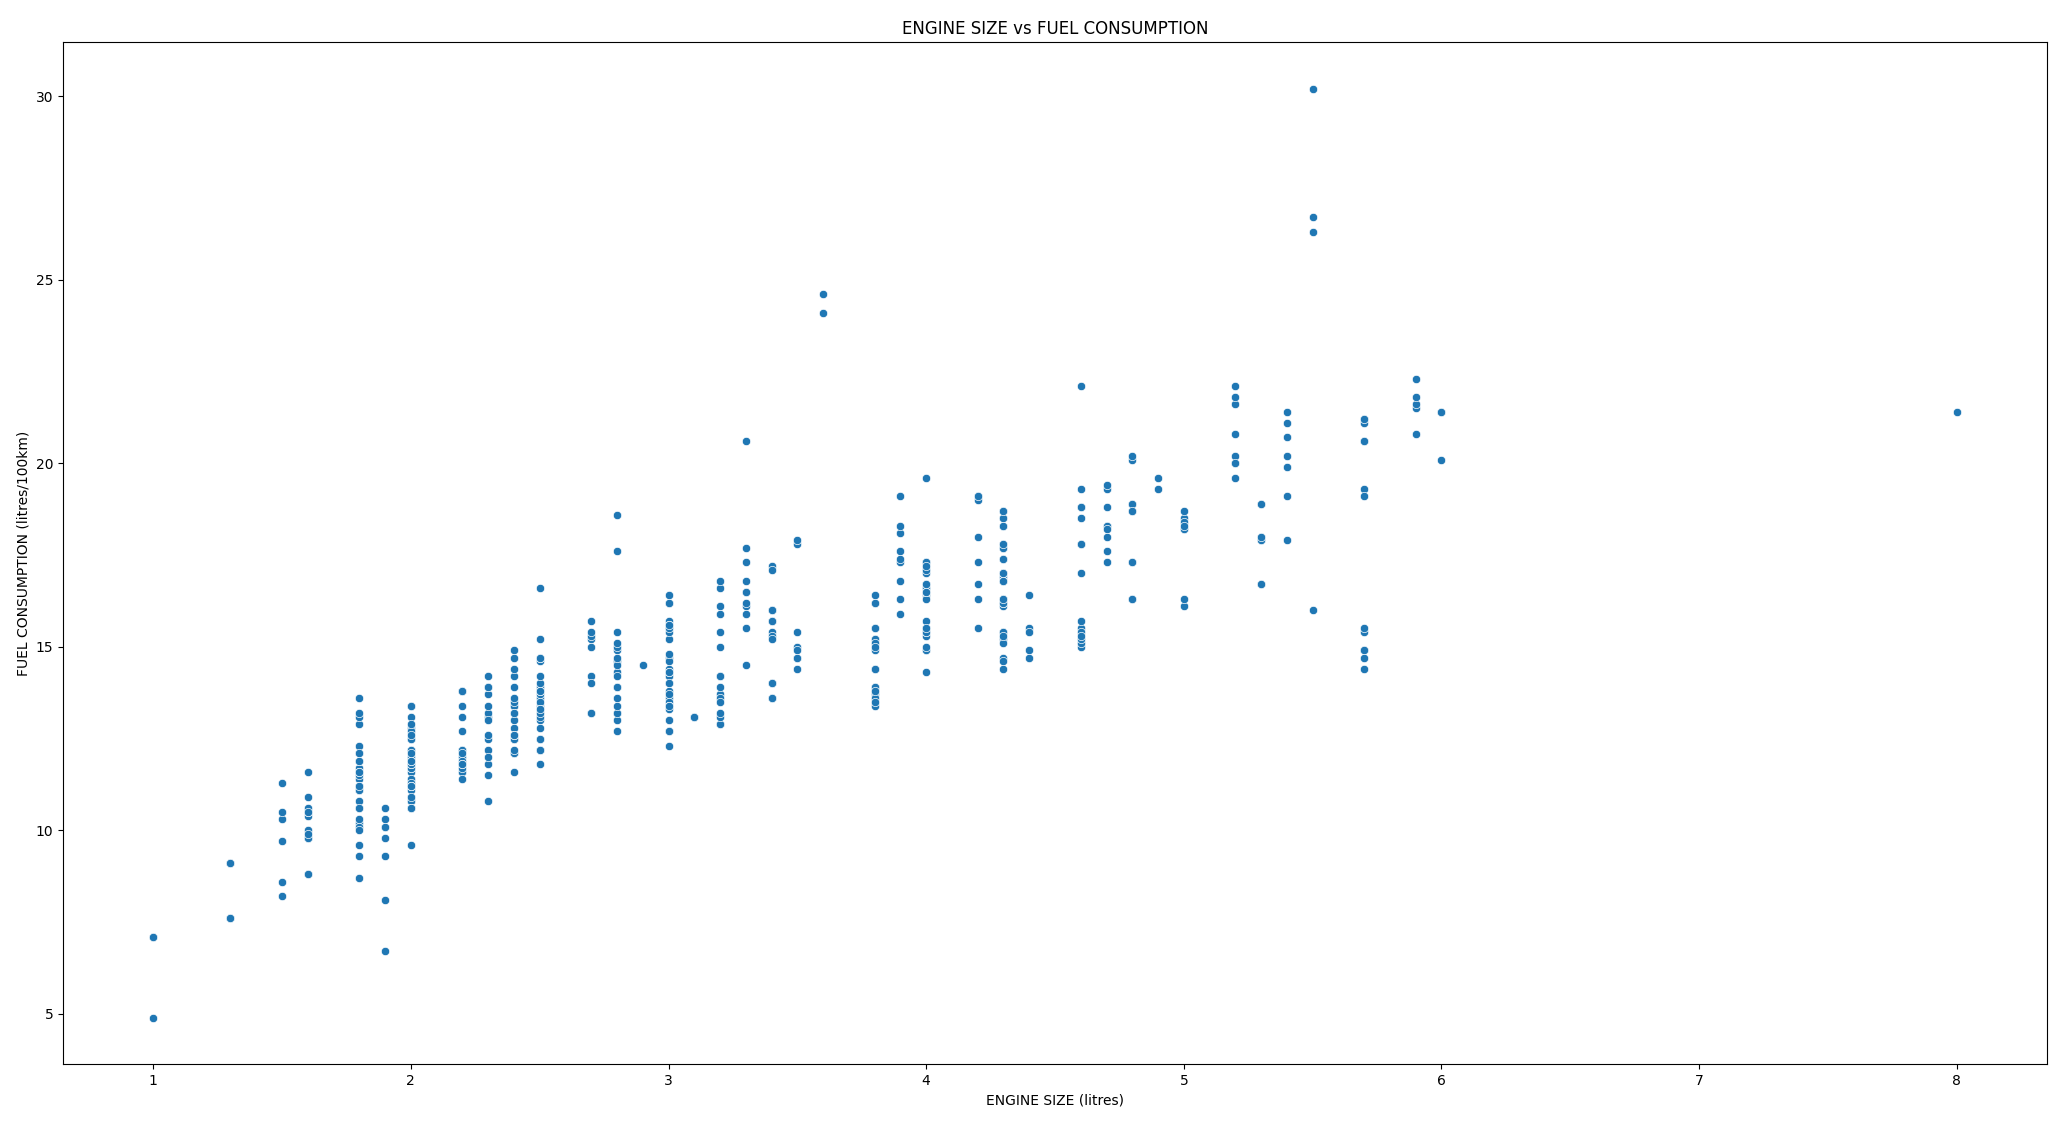 ENGINE SIZE vs FUEL CONSUMPTION
30
25
20
15
10
5
FUEL CONSUMPTION (litres/100km)
1 2 3 4 5 6 7 8
ENGINE SIZE (litres)